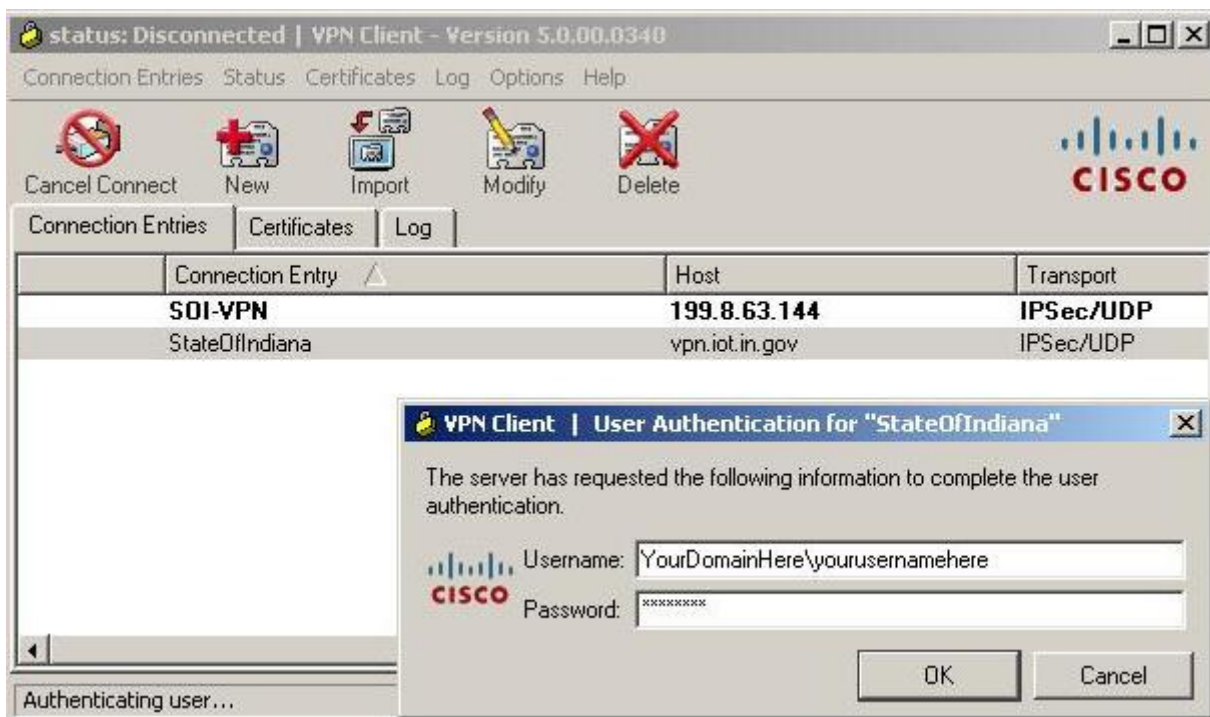 status: Disconnected | VPN Client - Version 5.0.00.0340
Connection Entries Status Certificates Log Options Help
Cancel Connect New Import Modify Delete
CISCO
Connection Entries Certificates Log
Connection Entry Host Transport
SOI-VPN 199.8.63.144 IPSec/UDP
StateOfIndiana vpn.iot.in.gov IPSec/UDP
VPN Client | User Authentication for "StateOfIndiana"
The server has requested the following information to complete the user
authentication.
CISCO
Username: YourDomainHere\yourusernamehere
Password: ********
OK Cancel
Authenticating user...